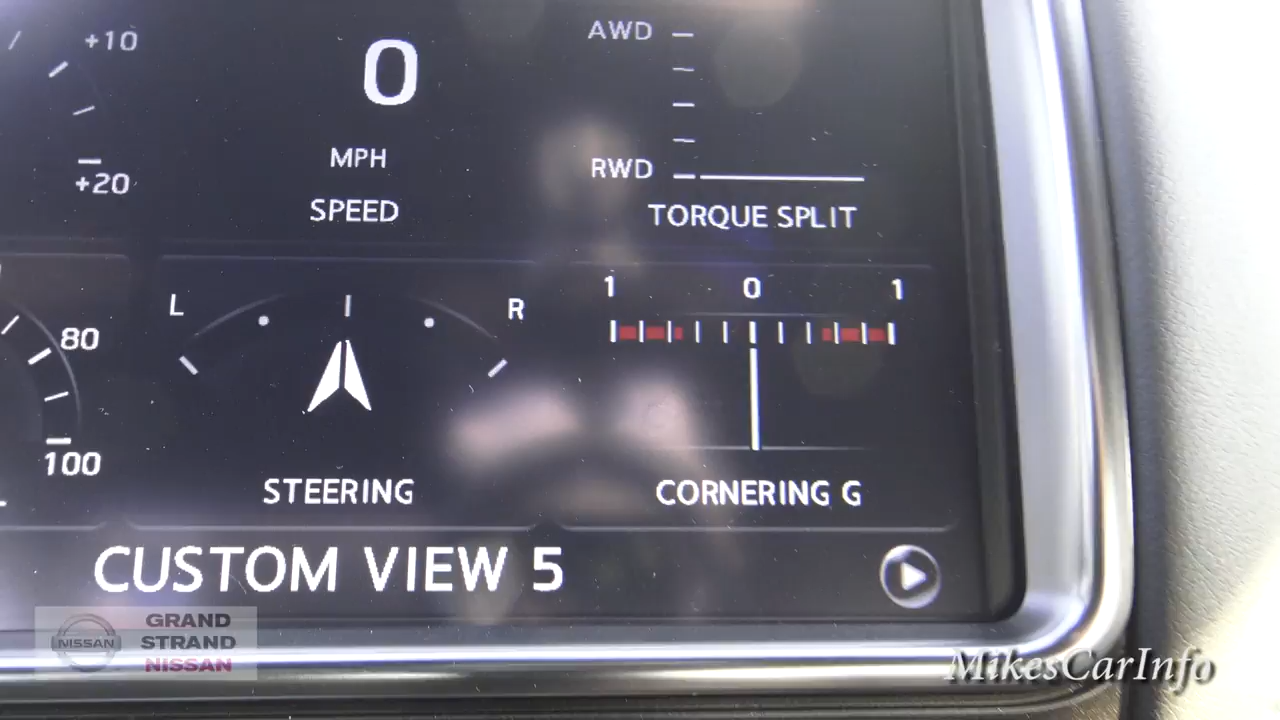 +10
+20
0
MPH
SPEED
AWD
RWD
TORQUE SPLIT
80
100
L
R
STEERING
1 0 1
CORNERING G
CUSTOM VIEW 5
NISSAN
GRAND
STRAND
NISSAN
MikesCarInfo